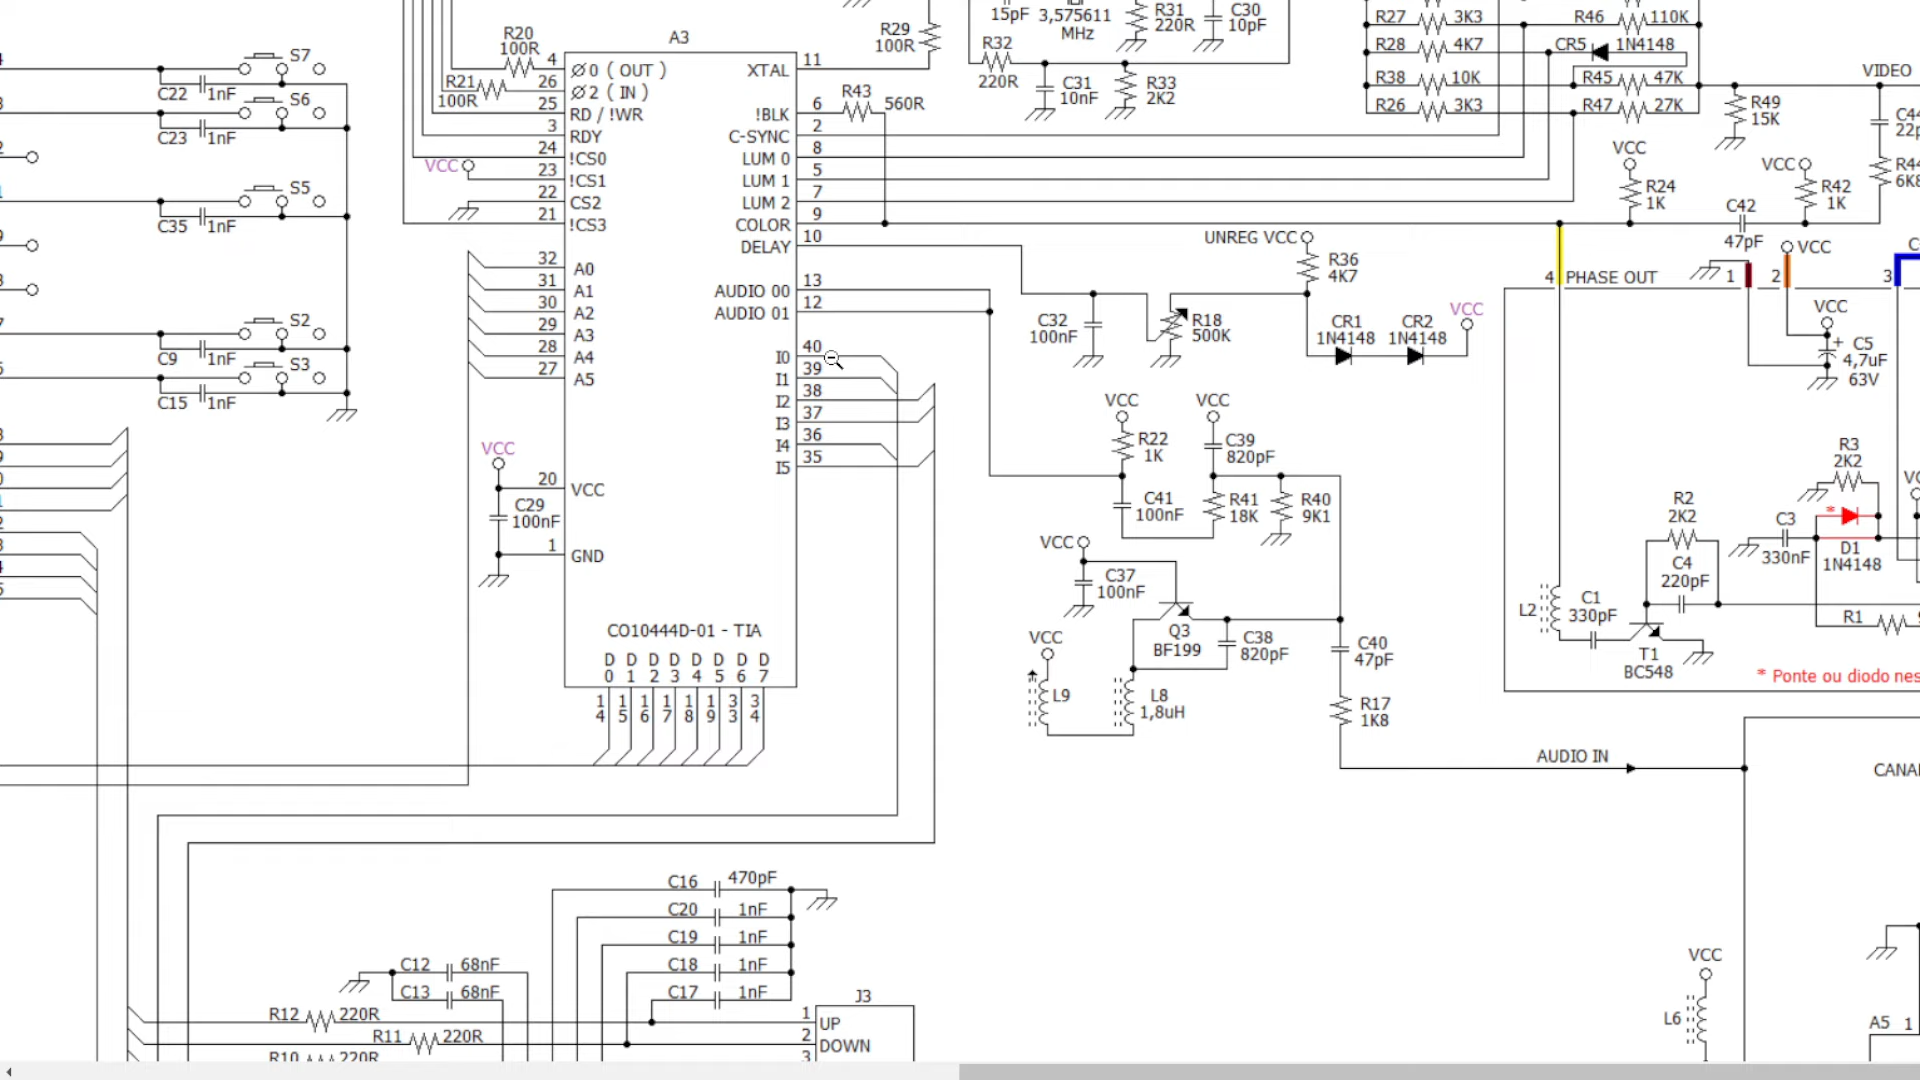 A3
R20
100R
R21
100R
4
26
25
3
24
23
22
21
Ø0 ( OUT )
Ø2 ( IN )
RD / !WR
RDY
!CS0
!CS1
CS2
!CS3
VCC
32
31
30
29
28
27
A0
A1
A2
A3
A4
A5
VCC
20
VCC
C29
100nF
1
GND
XTAL
!BLK
C-SYNC
LUM 0
LUM 1
LUM 2
COLOR
DELAY
AUDIO 00
AUDIO 01
I0
I1
I2
I3
I4
I5
11
6
2
8
5
7
9
10
13
12
40
39
38
37
36
35
CO10444D-01 - TIA
D D D D D D D D
0 1 2 3 4 5 6 7
14 15 16 17 18 19 33 34
S7
C22 1nF
S6
C23 1nF
S5
C35 1nF
S2
C9 1nF
S3
C15 1nF
R29
100R
15pF
3,575611
MHz
R31
220R
C30
10pF
R32
220R
C31
10nF
R33
2K2
R43 560R
R27 3K3
R28 4K7
R38 10K
R26 3K3
R46 110K
CR5 1N4148
R45 47K
R47 27K
VIDEO
R49
15K
VCC
R24
1K
VCC
R42
1K
C42
47pF
UNREG VCC
R36
4K7
C32
100nF
R18
500K
CR1
1N4148
CR2
1N4148
VCC
4 PHASE OUT
1
2
VCC
3
VCC
C5
4,7uF
63V
VCC
R22
1K
VCC
C39
820pF
C41
100nF
R41
18K
R40
9K1
VCC
C37
100nF
Q3
BF199
C38
820pF
VCC
L9
L8
1,8uH
C40
47pF
R17
1K8
AUDIO IN
R3
2K2
R2
2K2
C3
330nF
*
D1
1N4148
C4
220pF
L2
C1
330pF
T1
BC548
R1
* Ponte ou diodo nes
VCC
L6
A5 1
C16 470pF
C20 1nF
C19 1nF
C18 1nF
C17 1nF
C12 68nF
C13 68nF
R12 220R
R11 220R
R10 220R
J3
1 UP
2 DOWN
3